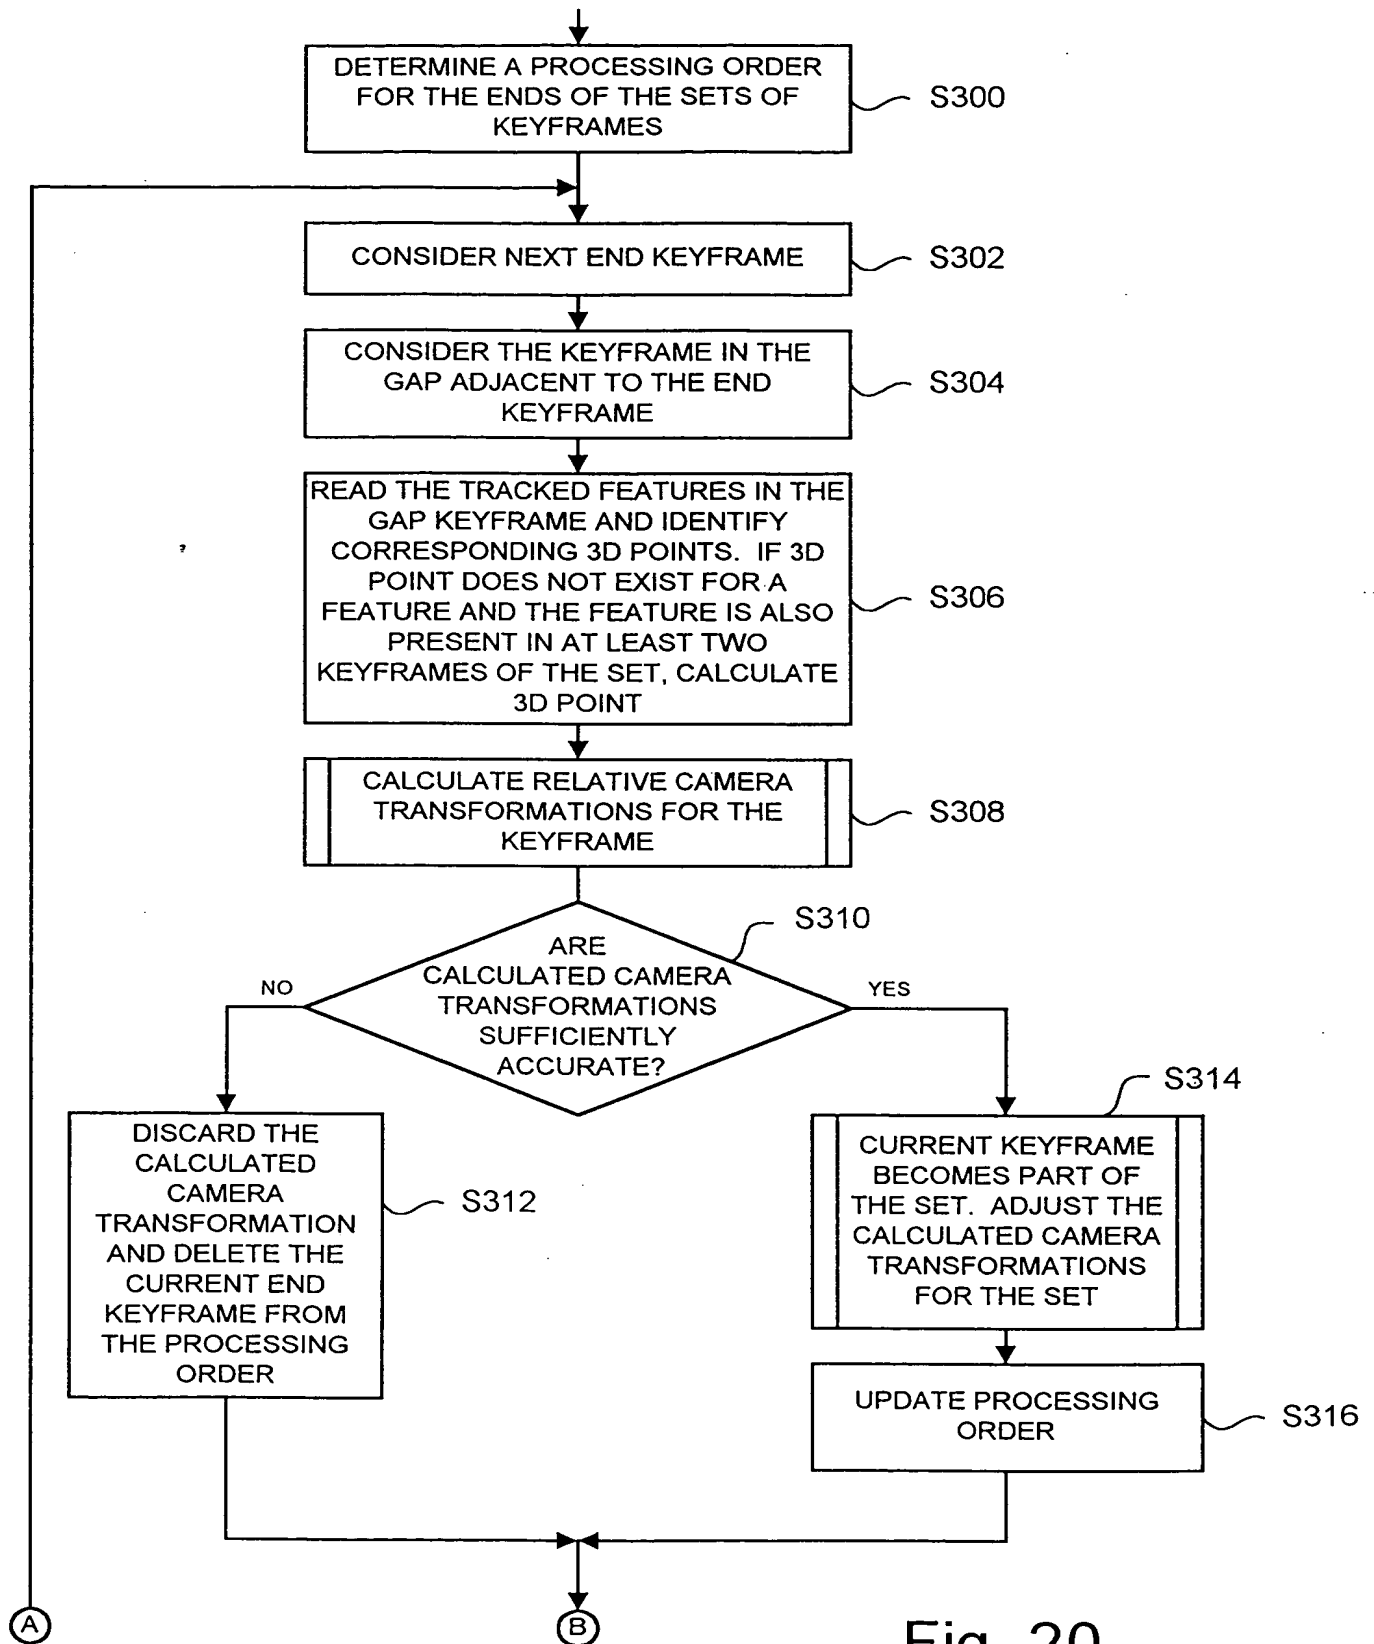 DETERMINE A PROCESSING ORDER
FOR THE ENDS OF THE SETS OF
KEYFRAMES
S300
CONSIDER NEXT END KEYFRAME
S302
CONSIDER THE KEYFRAME IN THE
GAP ADJACENT TO THE END
KEYFRAME
S304
READ THE TRACKED FEATURES IN THE
GAP KEYFRAME AND IDENTIFY
CORRESPONDING 3D POINTS. IF 3D
POINT DOES NOT EXIST FOR A
FEATURE AND THE FEATURE IS ALSO
PRESENT IN AT LEAST TWO
KEYFRAMES OF THE SET, CALCULATE
3D POINT
S306
CALCULATE RELATIVE CAMERA
TRANSFORMATIONS FOR THE
KEYFRAME
S308
S310
ARE
CALCULATED CAMERA
TRANSFORMATIONS
SUFFICIENTLY
ACCURATE?
NO
YES
DISCARD THE
CALCULATED
CAMERA
TRANSFORMATION
AND DELETE THE
CURRENT END
KEYFRAME FROM
THE PROCESSING
ORDER
S312
S314
CURRENT KEYFRAME
BECOMES PART OF
THE SET. ADJUST THE
CALCULATED CAMERA
TRANSFORMATIONS
FOR THE SET
UPDATE PROCESSING
ORDER
S316
A
B
Fig. 20